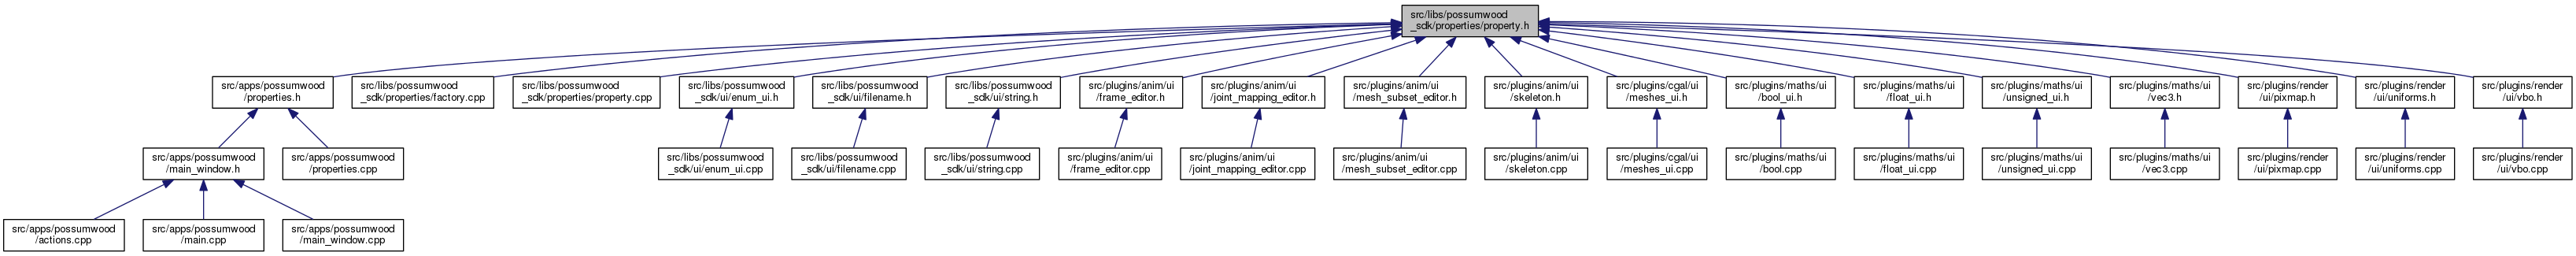 src/libs/possumwood
_sdk/properties/property.h
src/apps/possumwood
/properties.h
src/libs/possumwood
_sdk/properties/factory.cpp
src/libs/possumwood
_sdk/properties/property.cpp
src/libs/possumwood
_sdk/ui/enum_ui.h
src/libs/possumwood
_sdk/ui/filename.h
src/libs/possumwood
_sdk/ui/string.h
src/plugins/anim/ui
/frame_editor.h
src/plugins/anim/ui
/joint_mapping_editor.h
src/plugins/anim/ui
/mesh_subset_editor.h
src/plugins/anim/ui
/skeleton.h
src/plugins/cgal/ui
/meshes_ui.h
src/plugins/maths/ui
/bool_ui.h
src/plugins/maths/ui
/float_ui.h
src/plugins/maths/ui
/unsigned_ui.h
src/plugins/maths/ui
/vec3.h
src/plugins/render
/ui/pixmap.h
src/plugins/render
/ui/uniforms.h
src/plugins/render
/ui/vbo.h
src/apps/possumwood
/main_window.h
src/apps/possumwood
/properties.cpp
src/libs/possumwood
_sdk/ui/enum_ui.cpp
src/libs/possumwood
_sdk/ui/filename.cpp
src/libs/possumwood
_sdk/ui/string.cpp
src/plugins/anim/ui
/frame_editor.cpp
src/plugins/anim/ui
/joint_mapping_editor.cpp
src/plugins/anim/ui
/mesh_subset_editor.cpp
src/plugins/anim/ui
/skeleton.cpp
src/plugins/cgal/ui
/meshes_ui.cpp
src/plugins/maths/ui
/bool.cpp
src/plugins/maths/ui
/float_ui.cpp
src/plugins/maths/ui
/unsigned_ui.cpp
src/plugins/maths/ui
/vec3.cpp
src/plugins/render
/ui/pixmap.cpp
src/plugins/render
/ui/uniforms.cpp
src/plugins/render
/ui/vbo.cpp
src/apps/possumwood
/actions.cpp
src/apps/possumwood
/main.cpp
src/apps/possumwood
/main_window.cpp